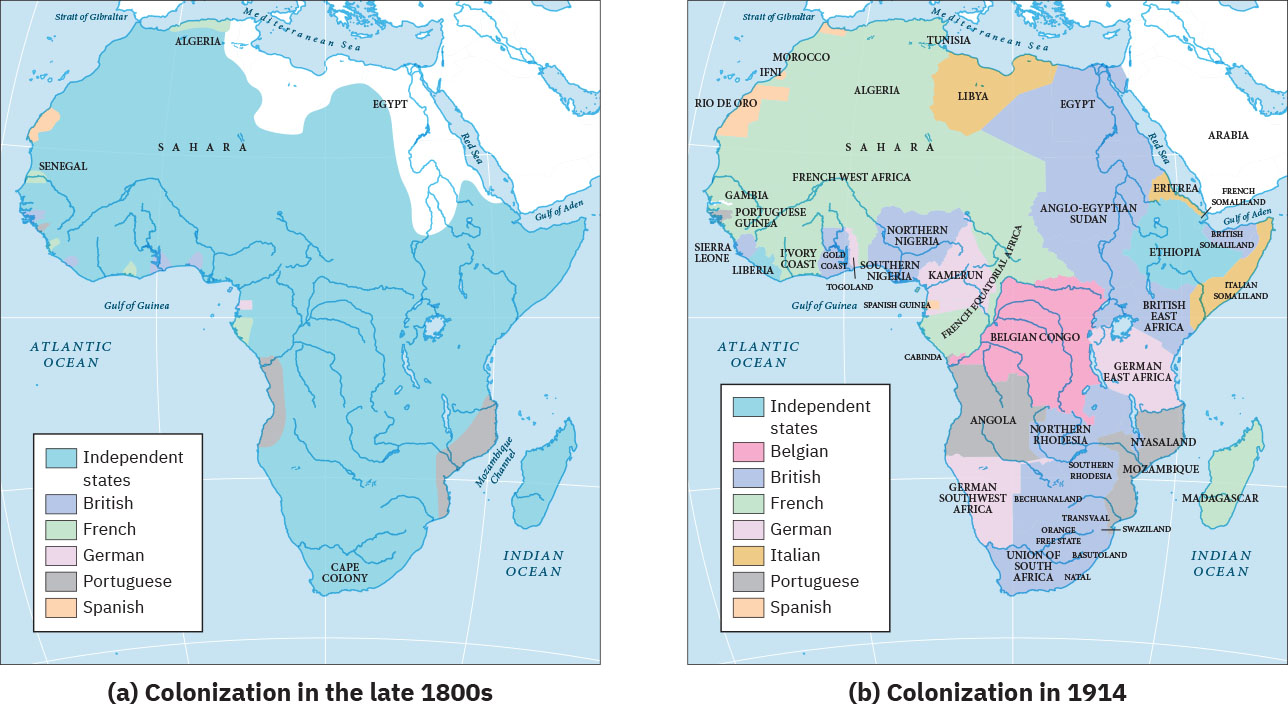 Strait of Gibraltar
Mediterranean Sea
ALGERIA
EGYPT
Red Sea
SAHARA
SENEGAL
Gulf of Aden
Gulf of Guinea
ATLANTIC
OCEAN
Mozambique
Channel
INDIAN
OCEAN
CAPE
COLONY
Independent
states
British
French
German
Portuguese
Spanish
(a) Colonization in the late 1800s
Strait of Gibraltar
Mediterranean Sea
TUNISIA
MOROCCO
IFNI
ALGERIA
LIBYA
RIO DE ORO
EGYPT
ARABIA
Red Sea
SAHARA
FRENCH WEST AFRICA
ERITREA
FRENCH
SOMALILAND
GAMBIA
PORTUGUESE
GUINEA
ANGLO-EGYPTIAN
SUDAN
Gulf of Aden
BRITISH
SOMALILAND
NORTHERN
NIGERIA
SIERRA
LEONE
LIBERIA
I'VORY
COAST
GOLD
COAST
SOUTHERN
NIGERIA
TOGOLAND
KAMERUN
FRENCH EQUATORIAL AFRICA
ETHIOPIA
ITALIAN
SOMALILAND
Gulf of Guinea
SPANISH GUINEA
BRITISH
EAST
AFRICA
BELGIAN CONGO
ATLANTIC
OCEAN
CABINDA
GERMAN
EAST AFRICA
ANGOLA
NORTHERN
RHODESIA
NYASALAND
SOUTHERN
RHODESIA
MOZAMBIQUE
GERMAN
SOUTHWEST
AFRICA
BECHUANALAND
MADAGASCAR
TRANSVAAL
SWAZILAND
ORANGE
FREE STATE
UNION OF
SOUTH
AFRICA
BASUTOLAND
NATAL
INDIAN
OCEAN
Independent
states
Belgian
British
French
German
Italian
Portuguese
Spanish
(b) Colonization in 1914